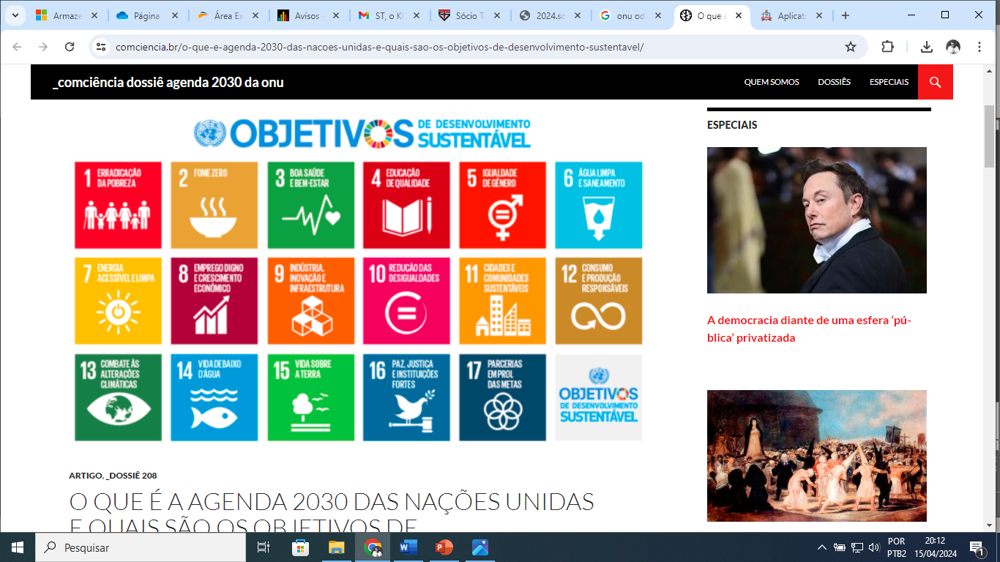 Armaze
Página
Área Ex
Avisos -
ST, o Kl
Sócio T
2024.so
onu od
O que é
Aplicati
comciencia.br/o-que-e-agenda-2030-das-nacoes-unidas-e-quais-sao-os-objetivos-de-desenvolvimento-sustentavel/
_comciência dossiê agenda 2030 da onu
QUEM SOMOS
DOSSIÊS
ESPECIAIS
OBJETIVOS
DE DESENVOLVIMENTO
SUSTENTÁVEL
1 ERRADICAÇÃO
DA POBREZA
2 FOME ZERO
3 BOA SAÚDE
E BEM-ESTAR
4 EDUCAÇÃO
DE QUALIDADE
5 IGUALDADE
DE GÊNERO
6 ÁGUA LIMPA
E SANEAMENTO
7 ENERGIA
ACESSÍVEL E LIMPA
8 EMPREGO DIGNO
E CRESCIMENTO
ECONÔMICO
9 INDÚSTRIA,
INOVAÇÃO E
INFRAESTRUTURA
10 REDUÇÃO DAS
DESIGUALDADES
11 CIDADES E
COMUNIDADES
SUSTENTÁVEIS
12 CONSUMO
E PRODUÇÃO
RESPONSÁVEIS
13 COMBATE ÀS
ALTERAÇÕES
CLIMÁTICAS
14 VIDA DE BAIXO
D'ÁGUA
15 VIDA SOBRE
A TERRA
16 PAZ, JUSTIÇA
E INSTITUIÇÕES
FORTES
17 PARCERIAS
EM PROL
DAS METAS
OBJETIVOS
DE DESENVOLVIMENTO
SUSTENTÁVEL
ARTIGO, _DOSSIÊ 208
O QUE É A AGENDA 2030 DAS NAÇÕES UNIDAS
E QUAIS SÃO OS OBJETIVOS DE
ESPECIAIS
A democracia diante de uma esfera ‘pú-
blica’ privatizada
Pesquisar
POR
PTB2
20:12
15/04/2024
1